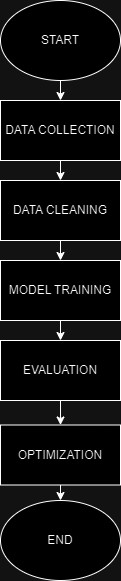 START
DATA COLLECTION
DATA CLEANING
MODEL TRAINING
EVALUATION
OPTIMIZATION
END